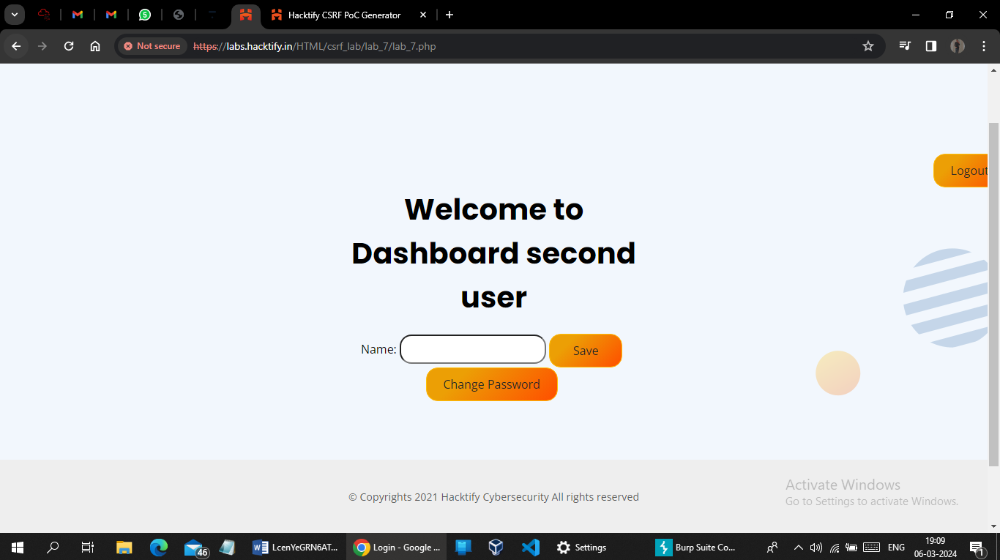 5
Hacktify CSRF PoC Generator
Not secure
https://labs.hacktify.in/HTML/csrf_lab/lab_7/lab_7.php
Logout
Welcome to
Dashboard second
user
Name:
Save
Change Password
© Copyrights 2021 Hacktify Cybersecurity All rights reserved
Activate Windows
Go to Settings to activate Windows.
46
LcenYeGRN6AT...
Login - Google ...
Settings
Burp Suite Co...
ENG
19:09
06-03-2024
1